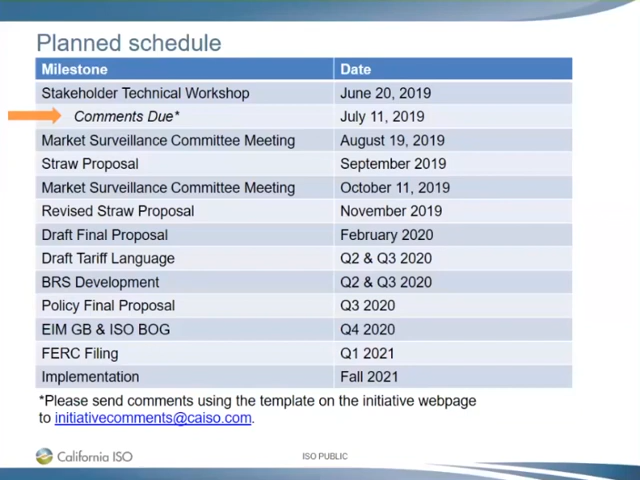 Planned schedule
Milestone Date
Stakeholder Technical Workshop June 20, 2019
Comments Due* July 11, 2019
Market Surveillance Committee Meeting August 19, 2019
Straw Proposal September 2019
Market Surveillance Committee Meeting October 11, 2019
Revised Straw Proposal November 2019
Draft Final Proposal February 2020
Draft Tariff Language Q2 & Q3 2020
BRS Development Q2 & Q3 2020
Policy Final Proposal Q3 2020
EIM GB & ISO BOG Q4 2020
FERC Filing Q1 2021
Implementation Fall 2021
*Please send comments using the template on the initiative webpage
to initiativecomments@caiso.com.
California ISO ISO PUBLIC